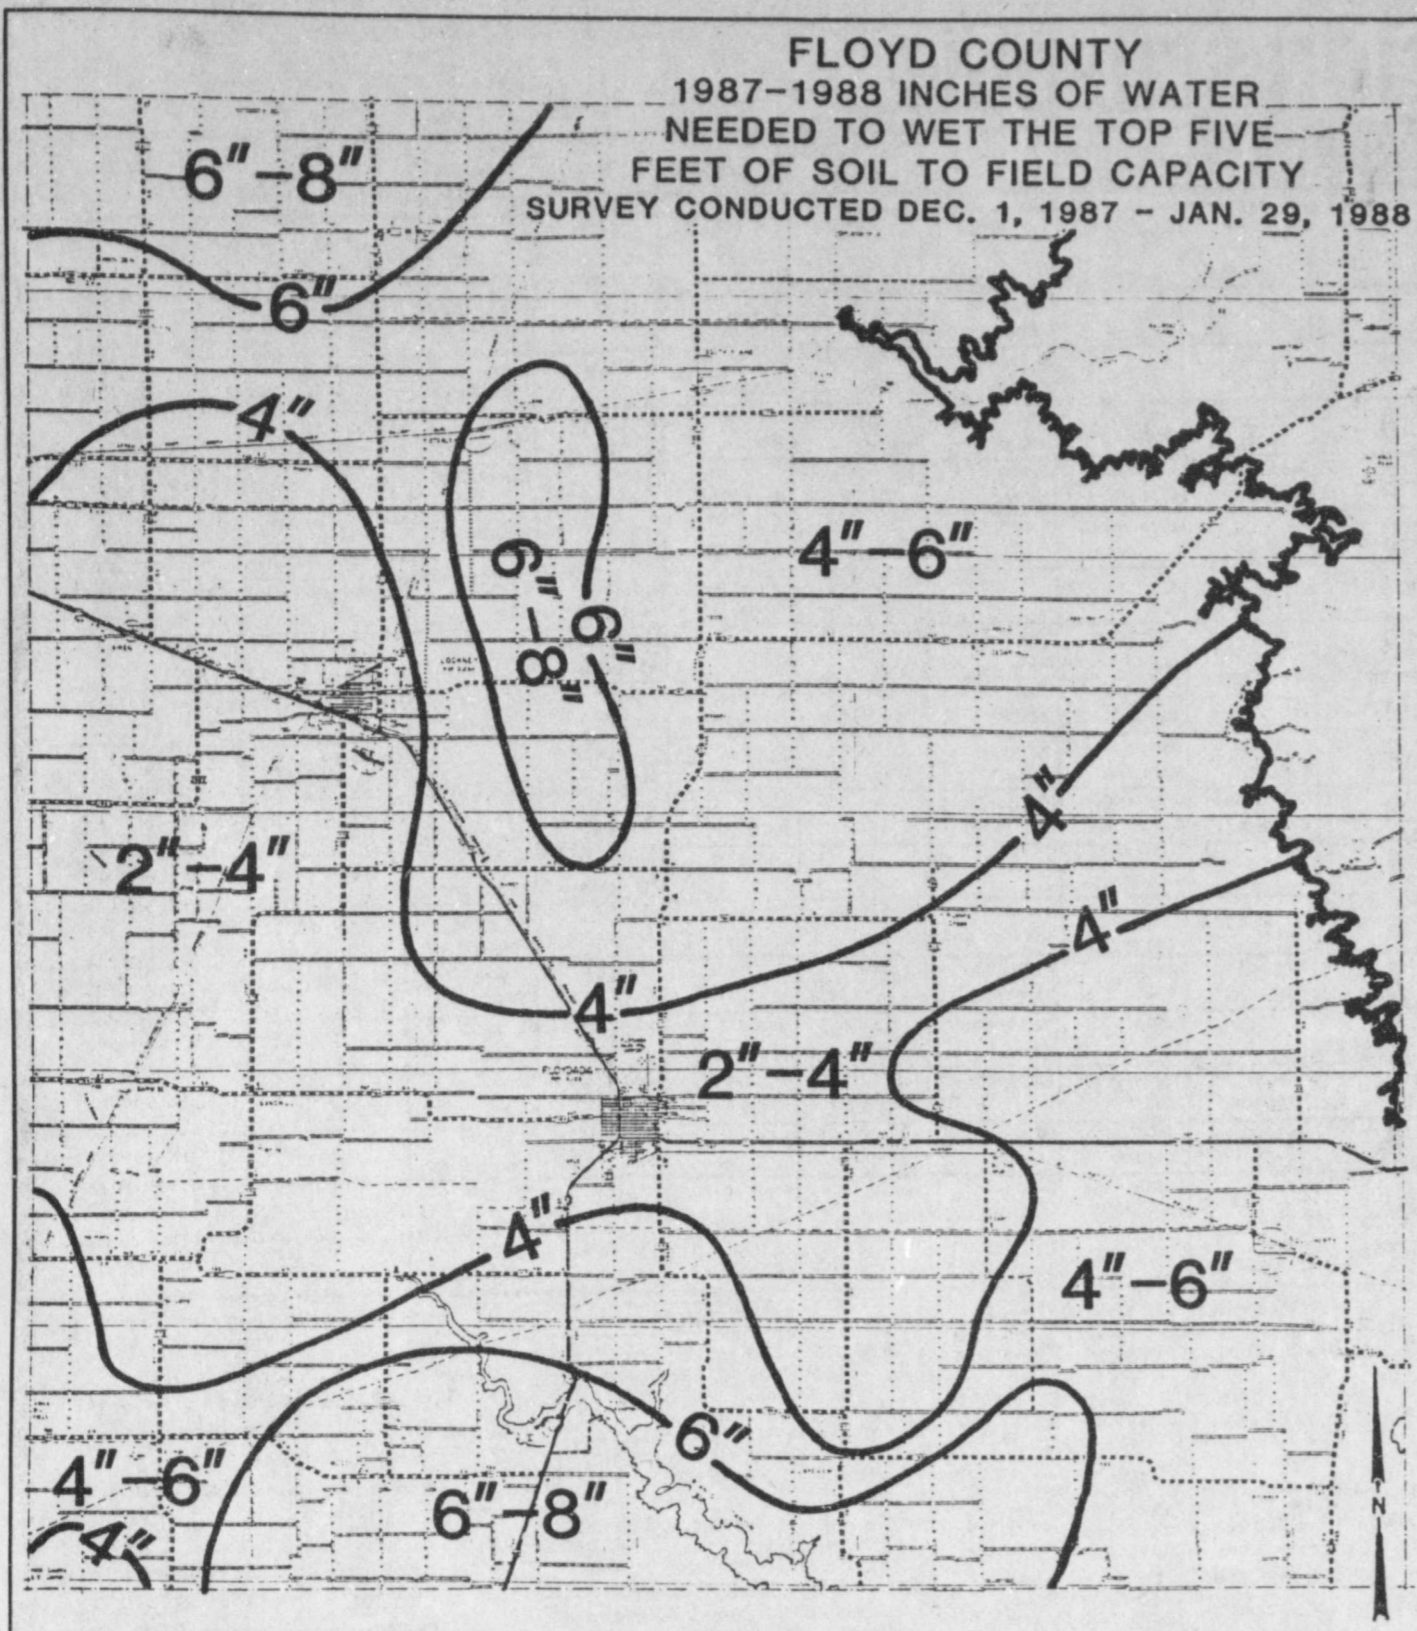 FLOYD COUNTY
1987-1988 INCHES OF WATER
NEEDED TO WET THE TOP FIVE
FEET OF SOIL TO FIELD CAPACITY
SURVEY CONDUCTED DEC. 1, 1987 - JAN. 29, 1988
6"-8"
6"
4"
6"-8"
6"
4"-6"
4"
2"-4"
4"
4"
2"-4"
FLOYDADA
4"
4"-6"
6"
4"-6"
6"-8"
4"
N